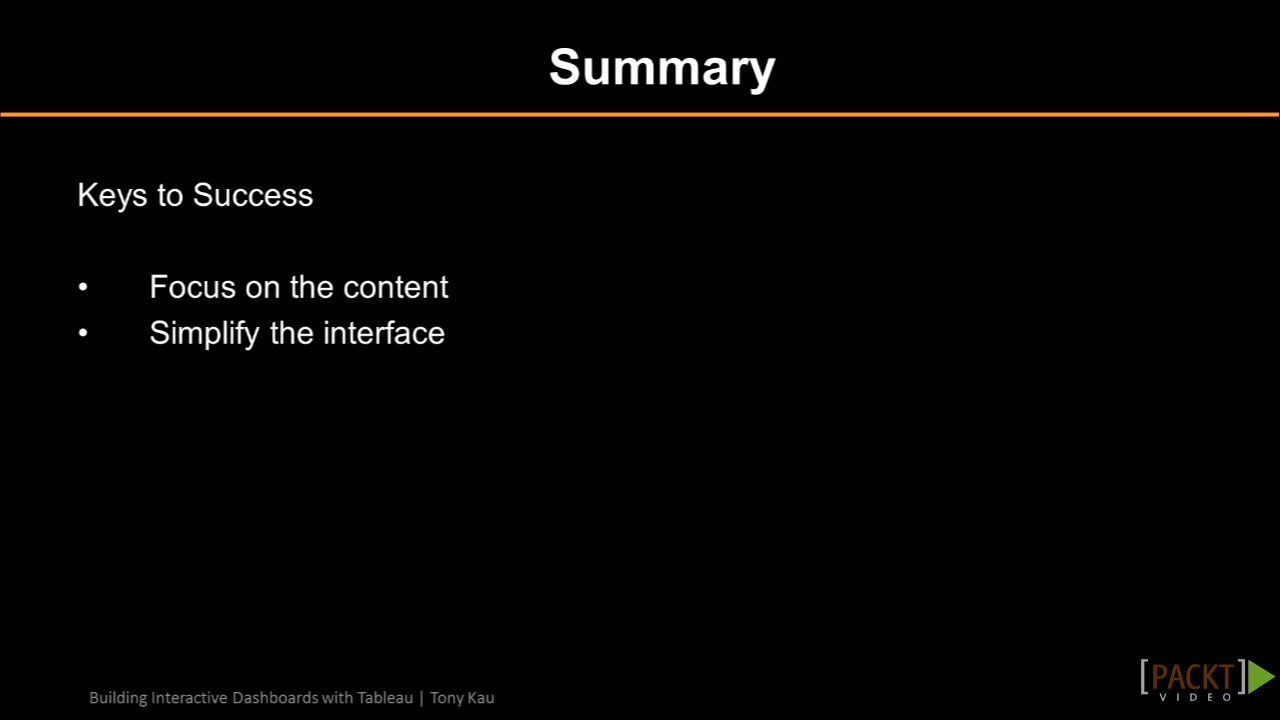 Summary
Keys to Success
• Focus on the content
• Simplify the interface
Building Interactive Dashboards with Tableau | Tony Kau
[PACKT]
VIDEO